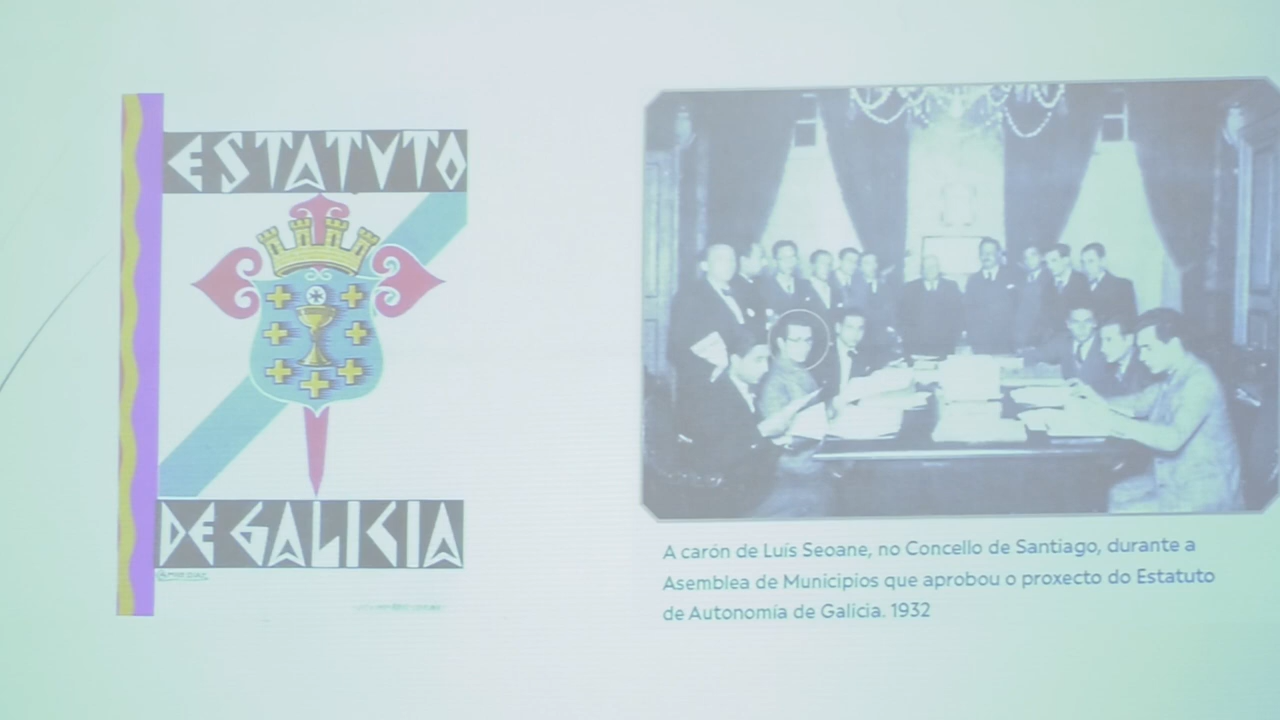 ESTATVTO
DE GALICIA
A carón de Luís Seoane, no Concello de Santiago, durante a
Asemblea de Municipios que aprobou o proxecto do Estatuto
de Autonomía de Galicia. 1932